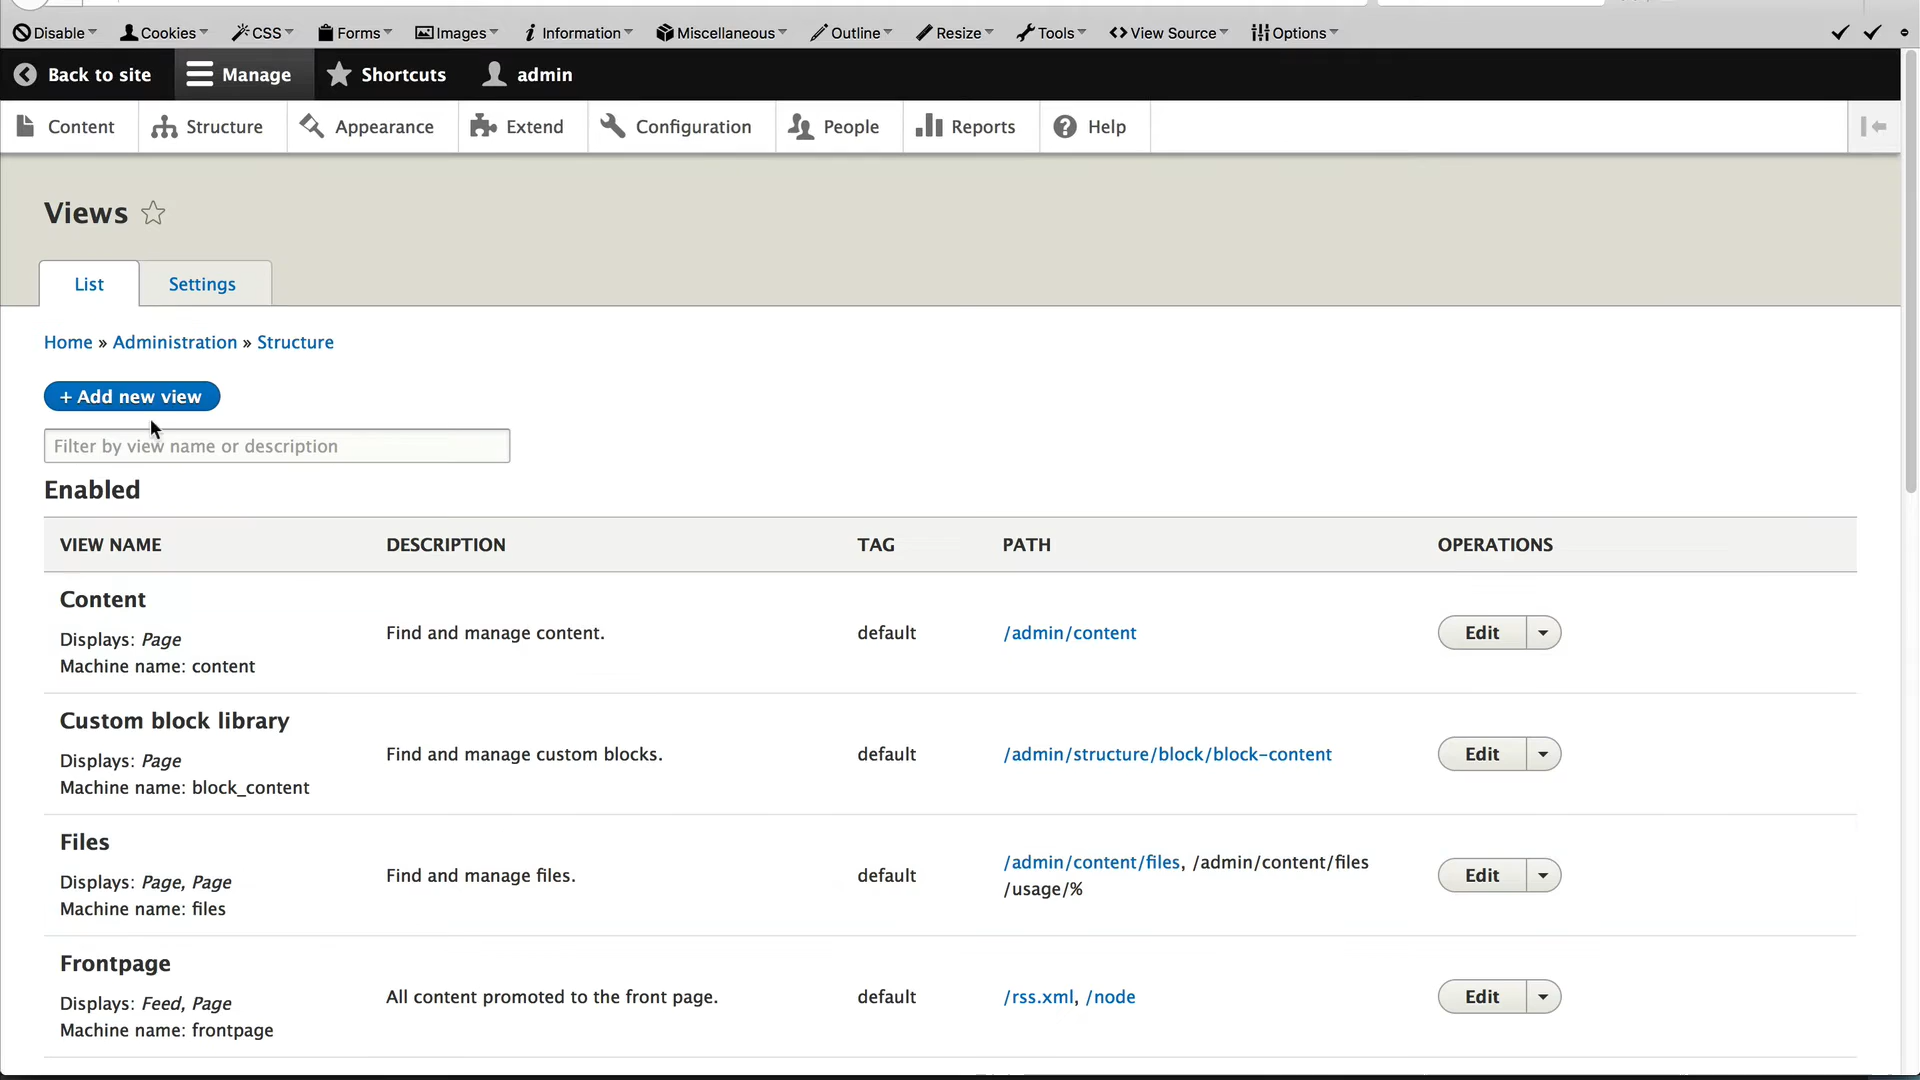 Disable Cookies CSS Forms Images Information Miscellaneous Outline Resize Tools View Source Options
Back to site Manage Shortcuts admin
Content Structure Appearance Extend Configuration People Reports Help
Views
List Settings
Home » Administration » Structure
+ Add new view
Filter by view name or description
Enabled
VIEW NAME DESCRIPTION TAG PATH OPERATIONS
Content
Displays: Page
Machine name: content
Find and manage content. default /admin/content Edit
Custom block library
Displays: Page
Machine name: block_content
Find and manage custom blocks. default /admin/structure/block/block-content Edit
Files
Displays: Page, Page
Machine name: files
Find and manage files. default /admin/content/files, /admin/content/files
/usage/% Edit
Frontpage
Displays: Feed, Page
Machine name: frontpage
All content promoted to the front page. default /rss.xml, /node Edit